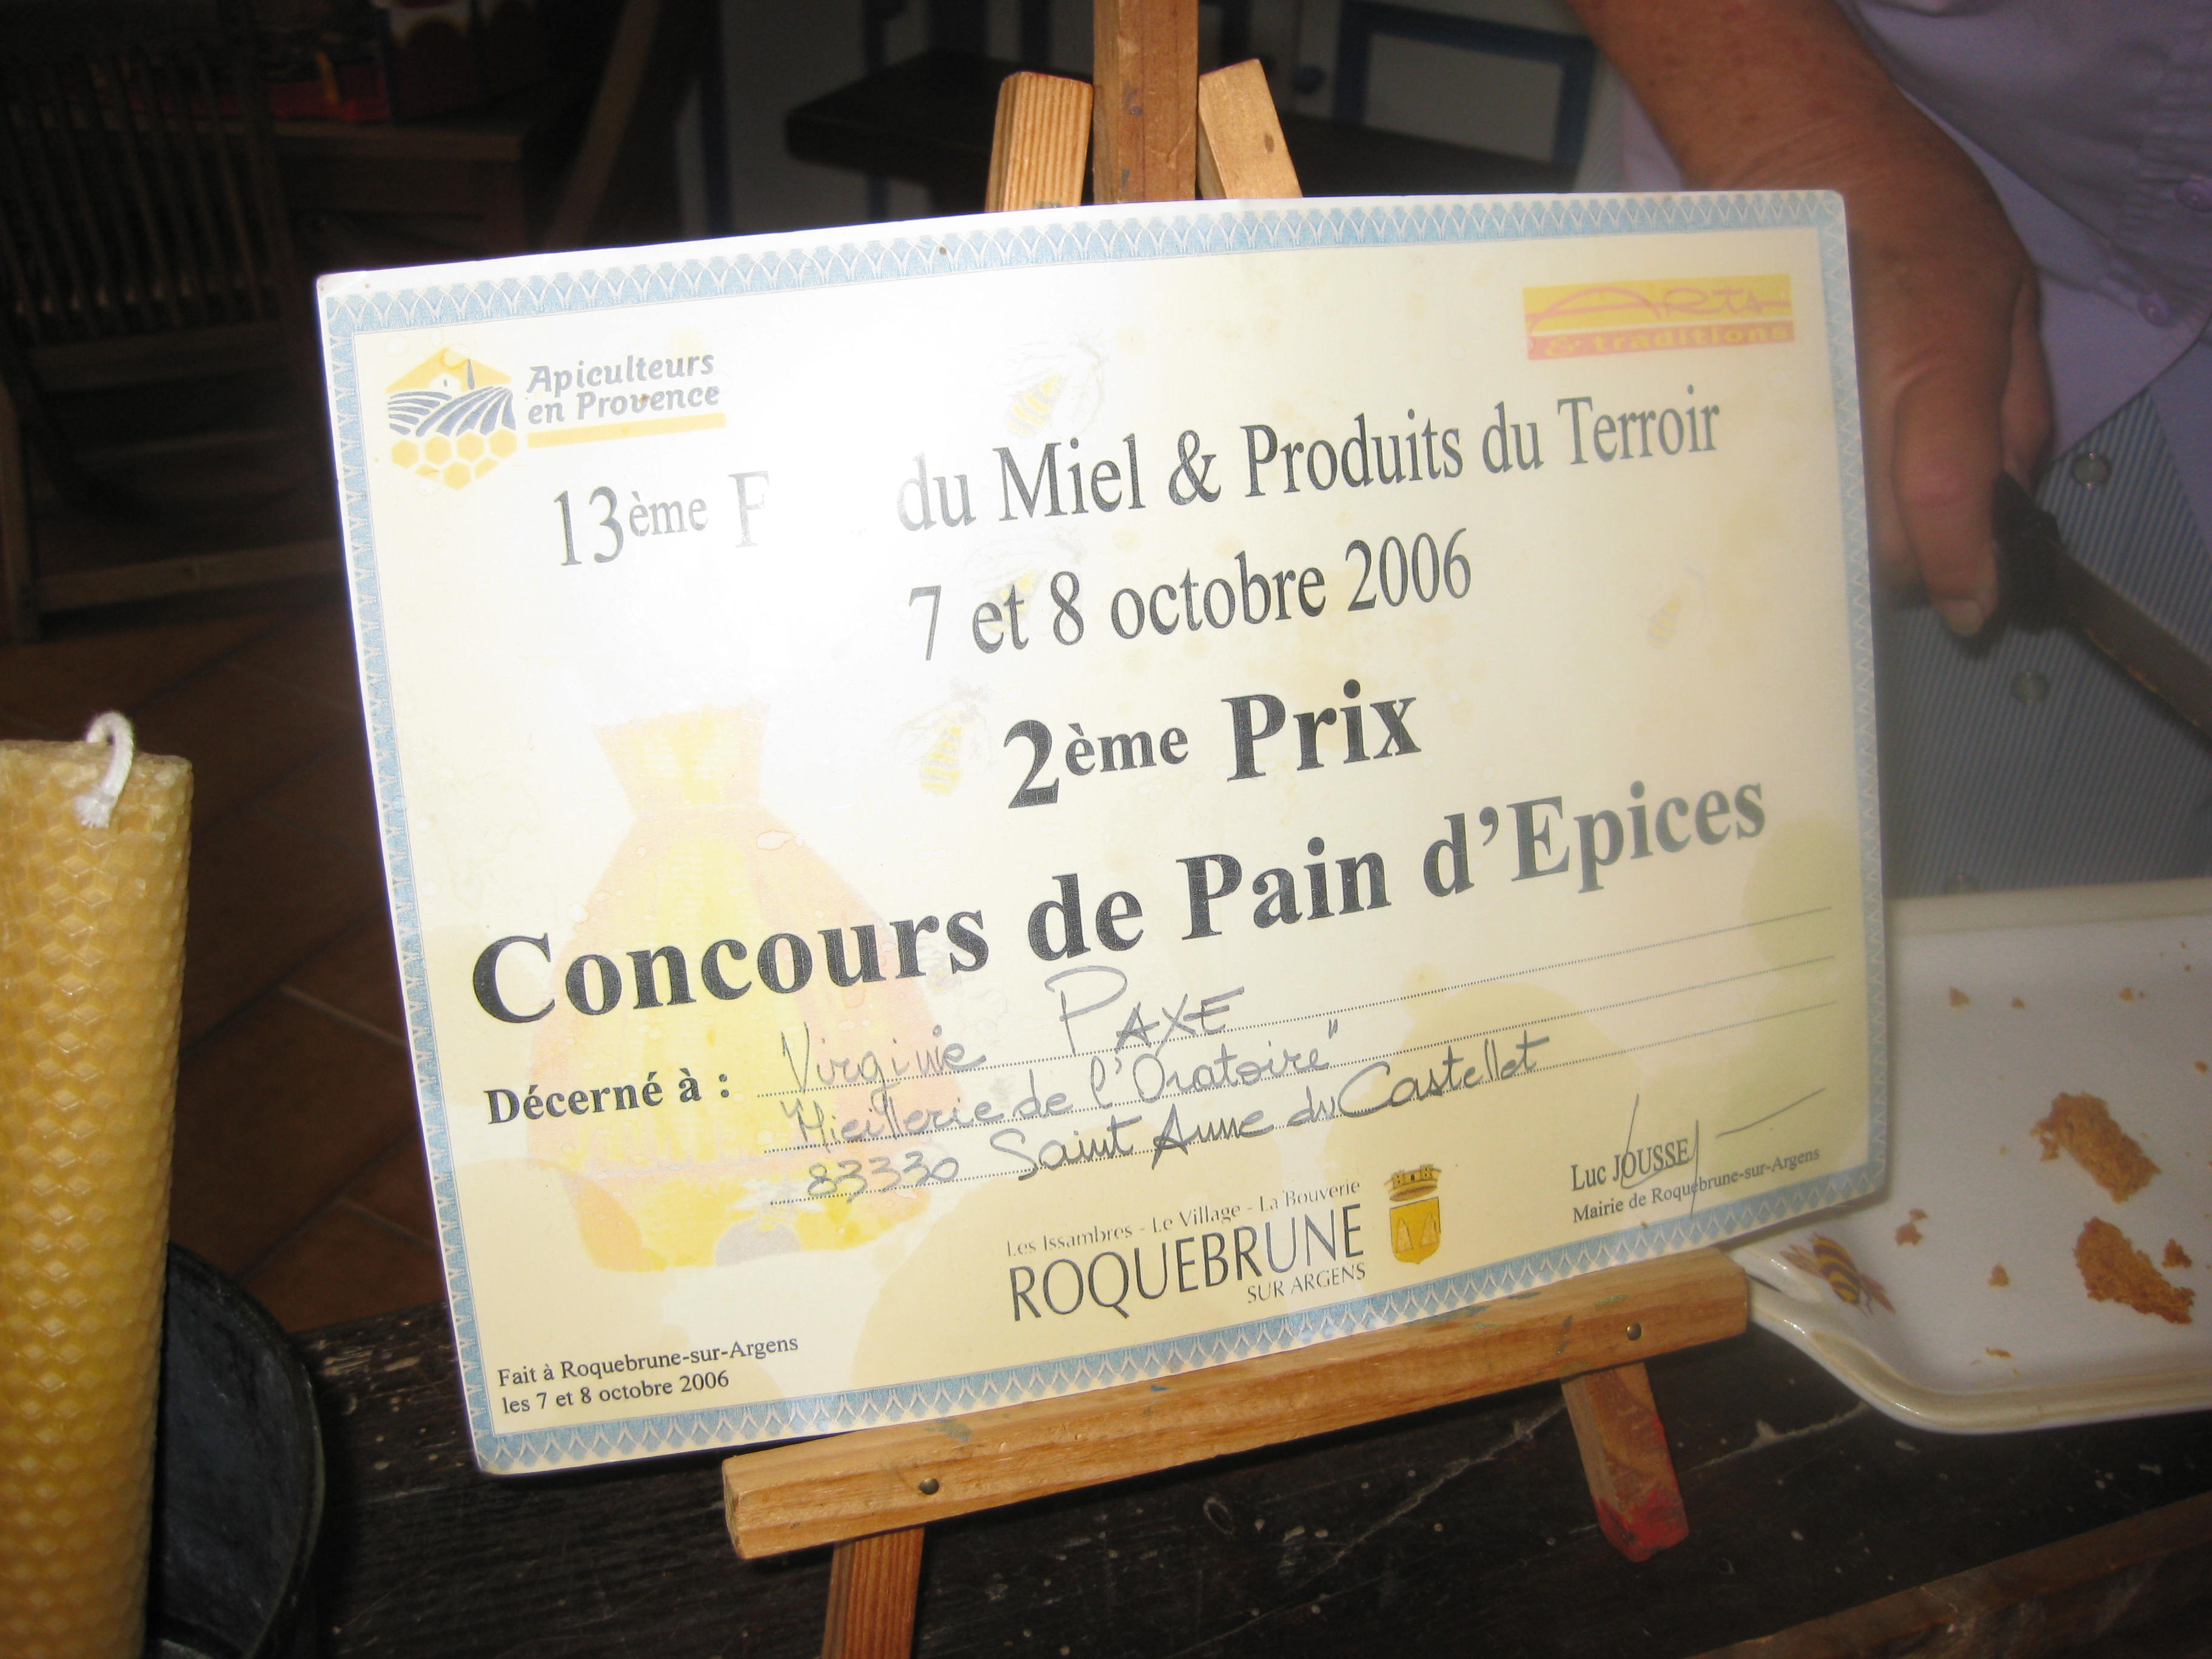 Apiculteurs
en Provence
ARTs
& traditions
13ème du Miel & Produits du Terroir
7 et 8 octobre 2006
2ème Prix
Concours de Pain d'Epices
Décerné à : Virginie PAXE
Miellerie de l'Oratoire"
83330 Saint Anne du Castellet
Les Issambres - Le Village - La Bouverie
ROQUEBRUNE
SUR ARGENS
Luc JOUSSE
Mairie de Roquebrune-sur-Argens
Fait à Roquebrune-sur-Argens
les 7 et 8 octobre 2006